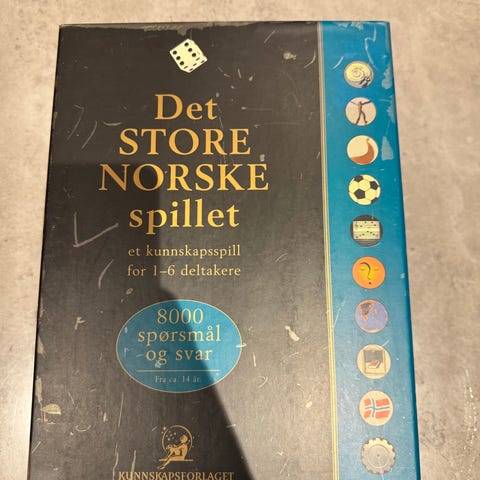 Det
STORE
NORSKE
spillet
et kunnskapsspill
for 1–6 deltakere
8000
spørsmål
og svar
Fra ca. 14 år.
KUNNSKAPSFORLAGET